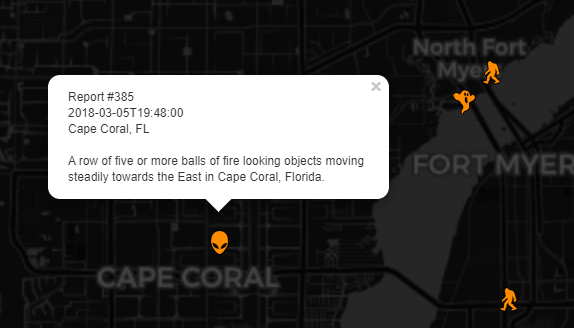 North Fort
Myer
×
Report #385
2018-03-05T19:48:00
Cape Coral, FL
A row of five or more balls of fire looking objects moving
steadily towards the East in Cape Coral, Florida.
FORT MYER
CAPE CORAL